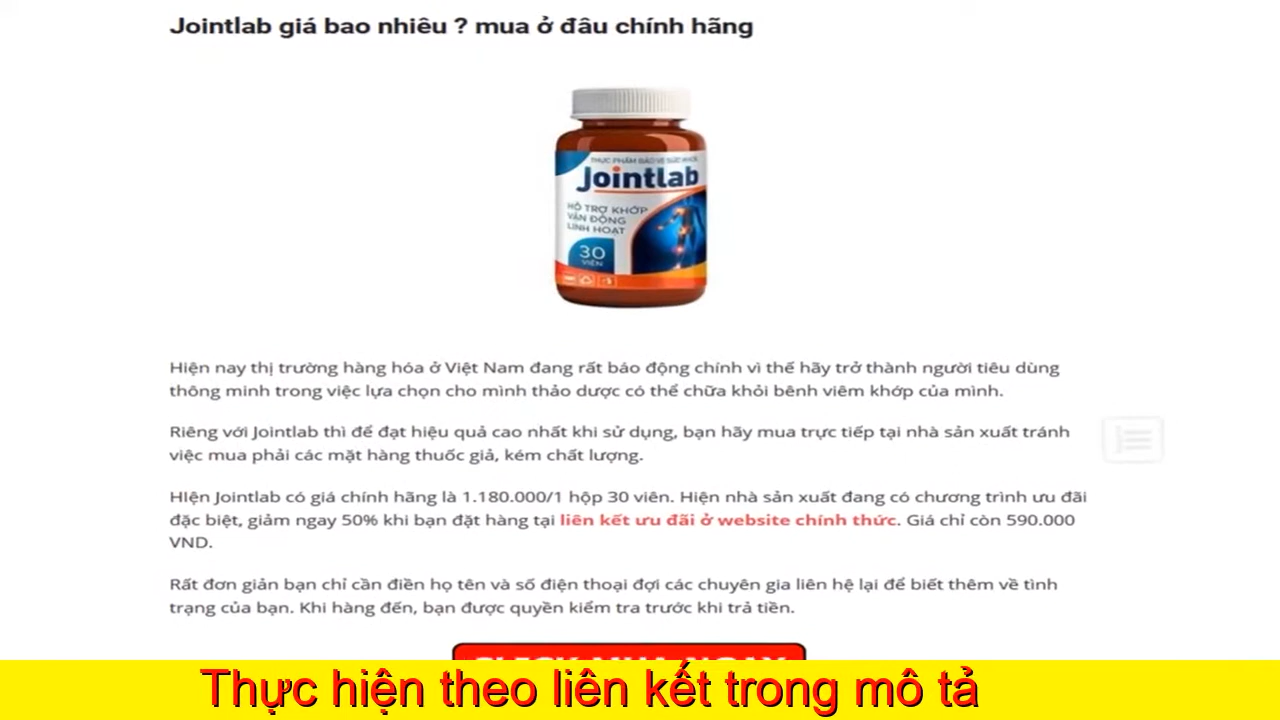 Jointlab giá bao nhiêu ? mua ở đâu chính hãng
THỰC PHẨM BẢO VỆ SỨC KHỎE
Jointlab
HỖ TRỢ KHỚP
VẬN ĐỘNG
LINH HOẠT
30
VIÊN
Hiện nay thị trường hàng hóa ở Việt Nam đang rất báo động chính vì thế hãy trở thành người tiêu dùng
thông minh trong việc lựa chọn cho mình thảo dược có thể chữa khỏi bênh viêm khớp của mình.
Riêng với Jointlab thì để đạt hiệu quả cao nhất khi sử dụng, bạn hãy mua trực tiếp tại nhà sản xuất tránh
việc mua phải các mặt hàng thuốc giả, kém chất lượng.
HIện Jointlab có giá chính hãng là 1.180.000/1 hộp 30 viên. Hiện nhà sản xuất đang có chương trình ưu đãi
đặc biệt, giảm ngay 50% khi bạn đặt hàng tại liên kết ưu đãi ở website chính thức. Giá chỉ còn 590.000
VND.
Rất đơn giản bạn chỉ cần điền họ tên và số điện thoại đợi các chuyên gia liên hệ lại để biết thêm về tình
trạng của bạn. Khi hàng đến, bạn được quyền kiểm tra trước khi trả tiền.
CLICK MUA NGAY
Thực hiện theo liên kết trong mô tả